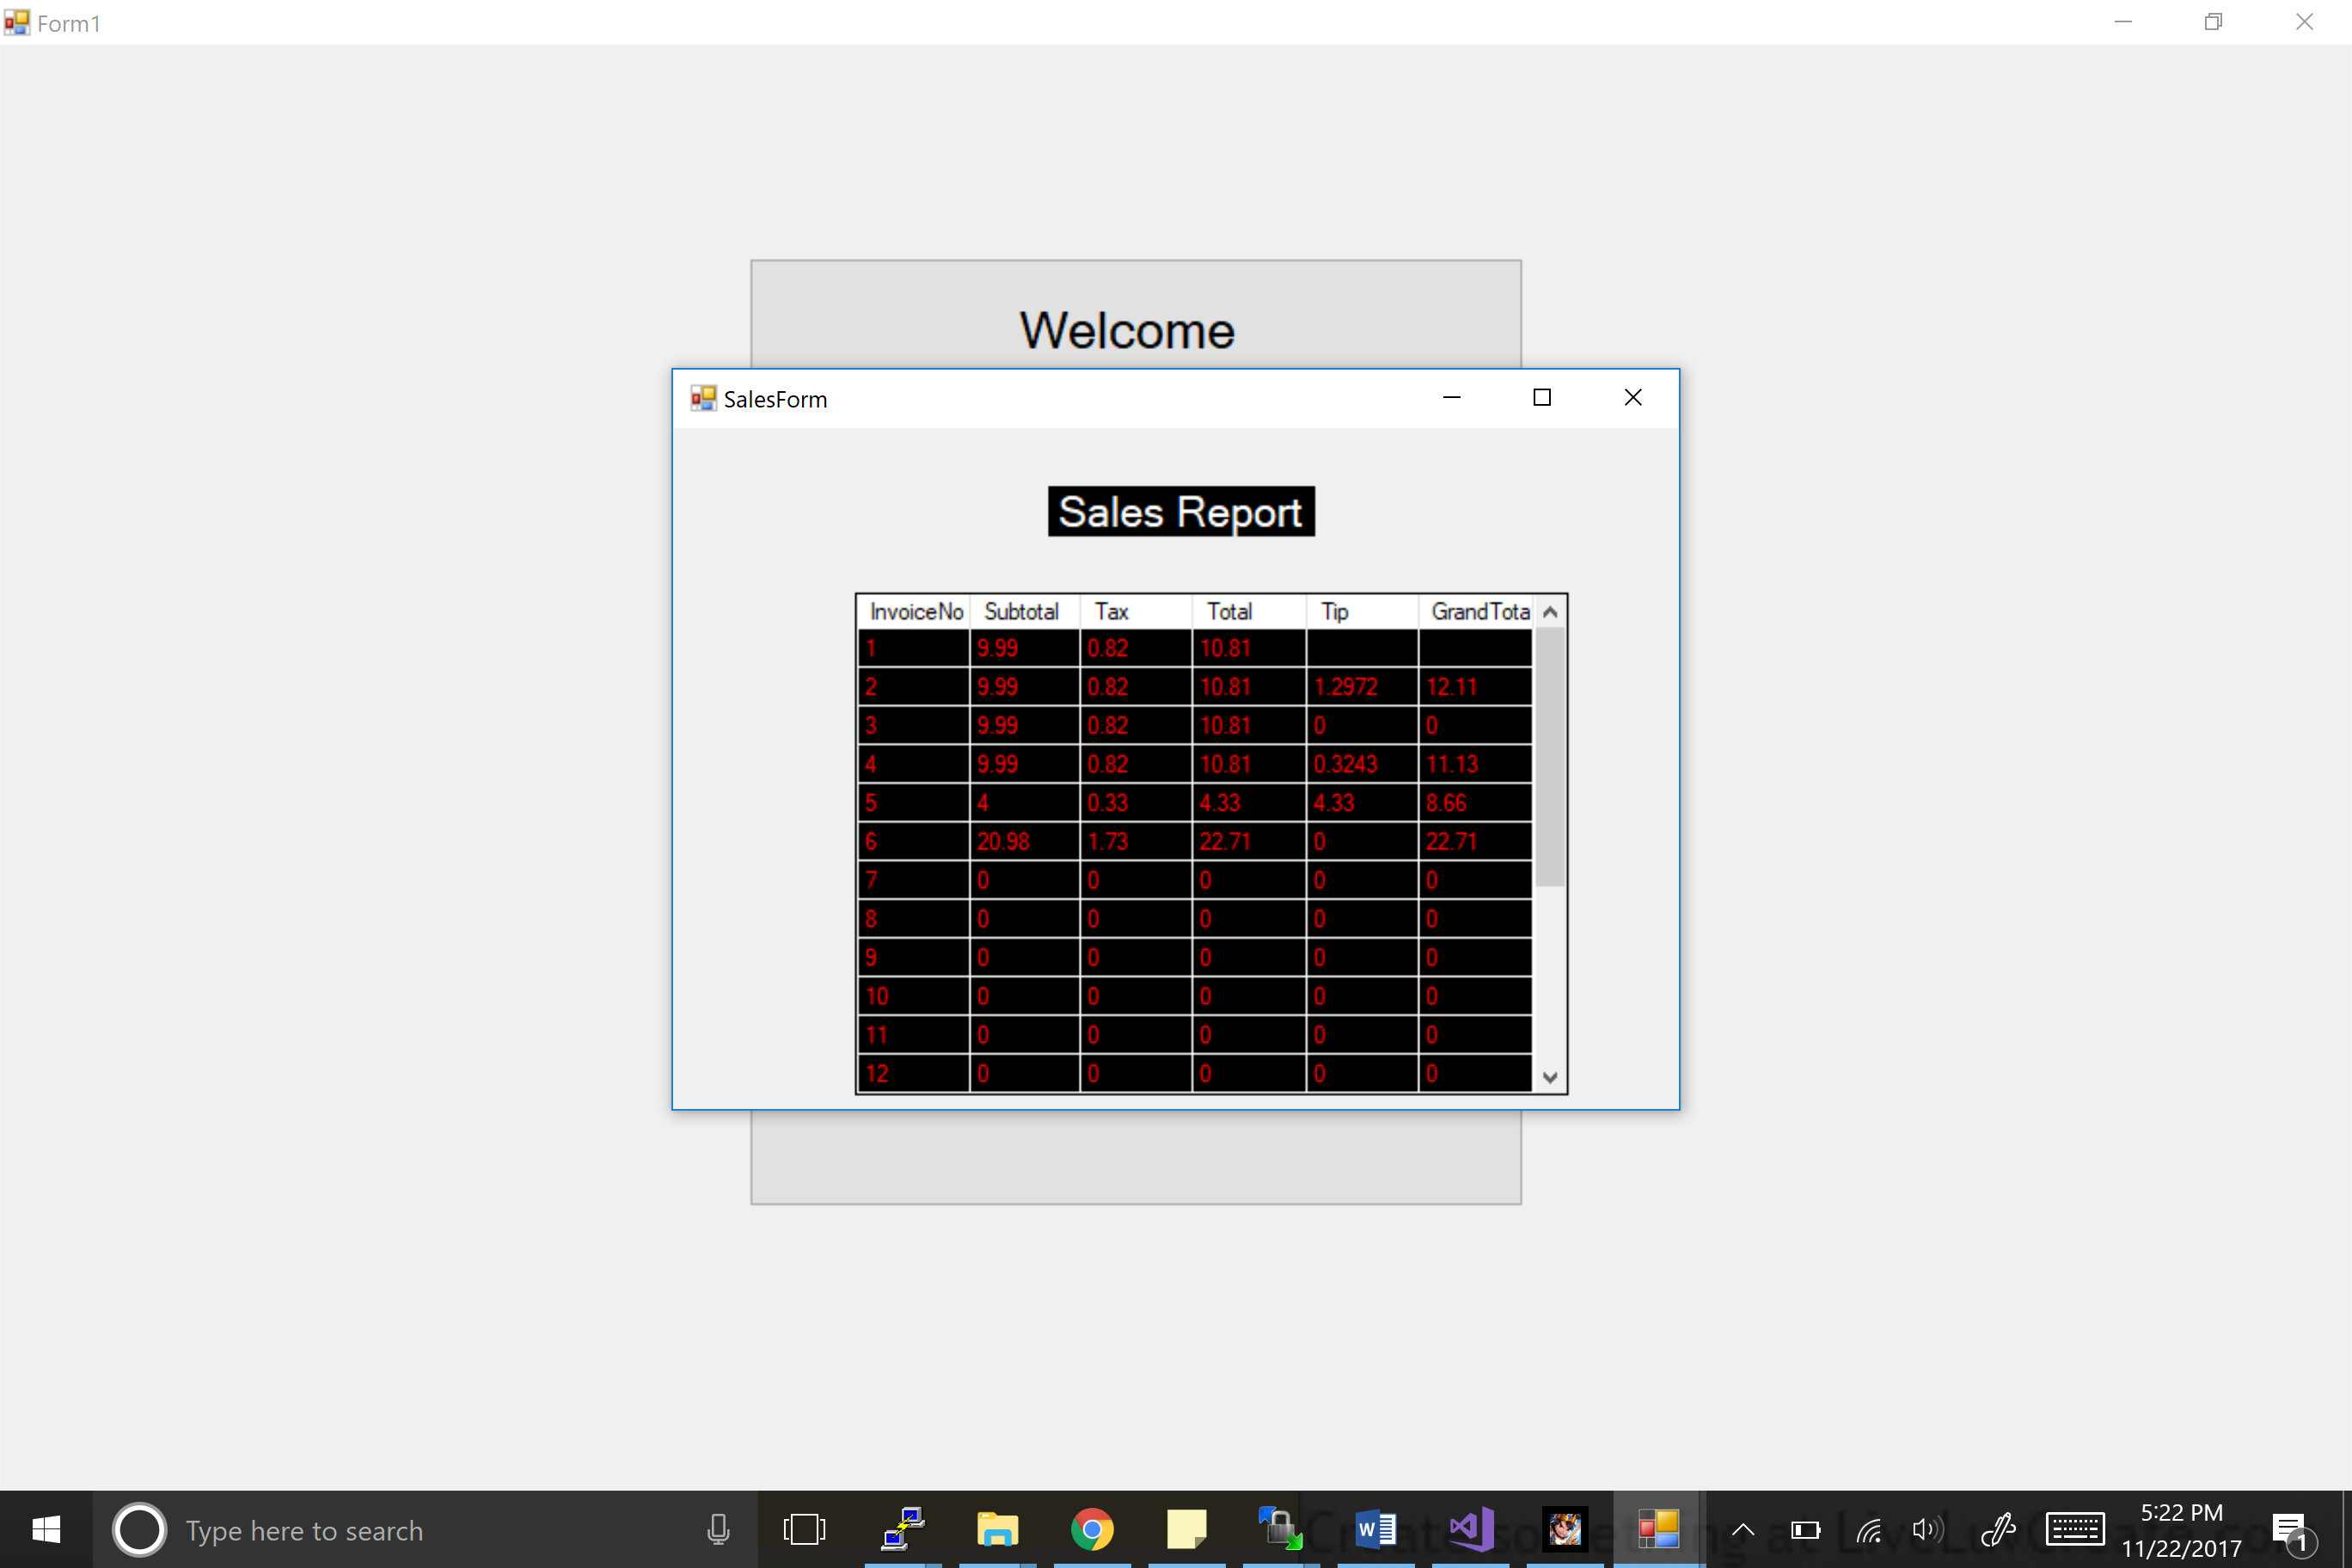 Form1
Welcome
SalesForm
Sales Report
InvoiceNo Subtotal Tax Total Tip GrandTota
1 9.99 0.82 10.81
2 9.99 0.82 10.81 1.2972 12.11
3 9.99 0.82 10.81 0 0
4 9.99 0.82 10.81 0.3243 11.13
5 4 0.33 4.33 4.33 8.66
6 20.98 1.73 22.71 0 22.71
7 0 0 0 0 0
8 0 0 0 0 0
9 0 0 0 0 0
10 0 0 0 0 0
11 0 0 0 0 0
12 0 0 0 0 0
Type here to search
5:22 PM
11/22/2017
1